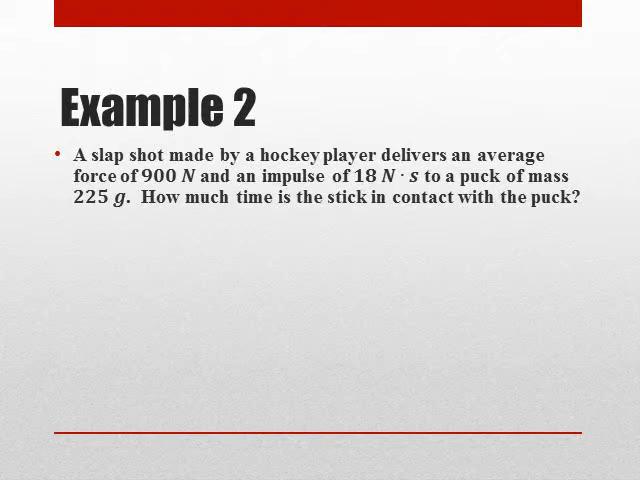 Example 2
• A slap shot made by a hockey player delivers an average
force of 900 N and an impulse of 18 N · s to a puck of mass
225 g. How much time is the stick in contact with the puck?